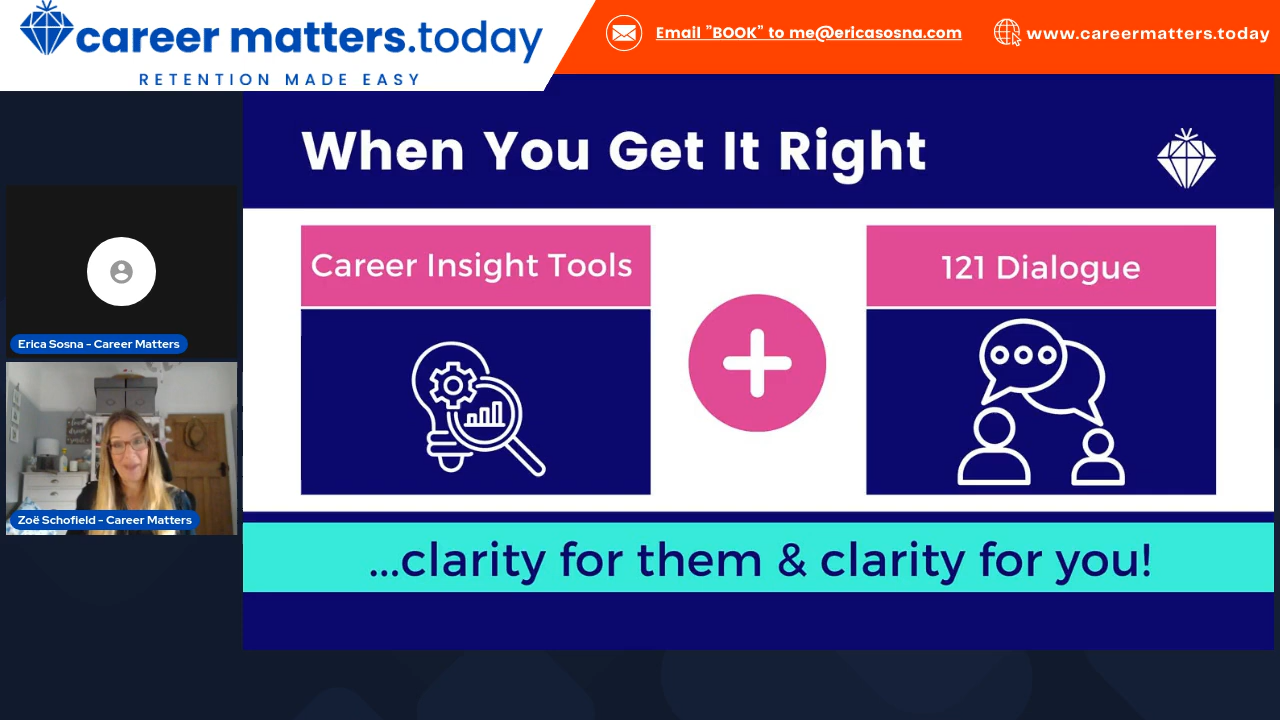 career matters.today
RETENTION MADE EASY
Email "BOOK" to me@ericasosna.com
www.careermatters.today
When You Get It Right
Career Insight Tools
121 Dialogue
Erica Sosna - Career Matters
Zoë Schofield - Career Matters
...clarity for them & clarity for you!